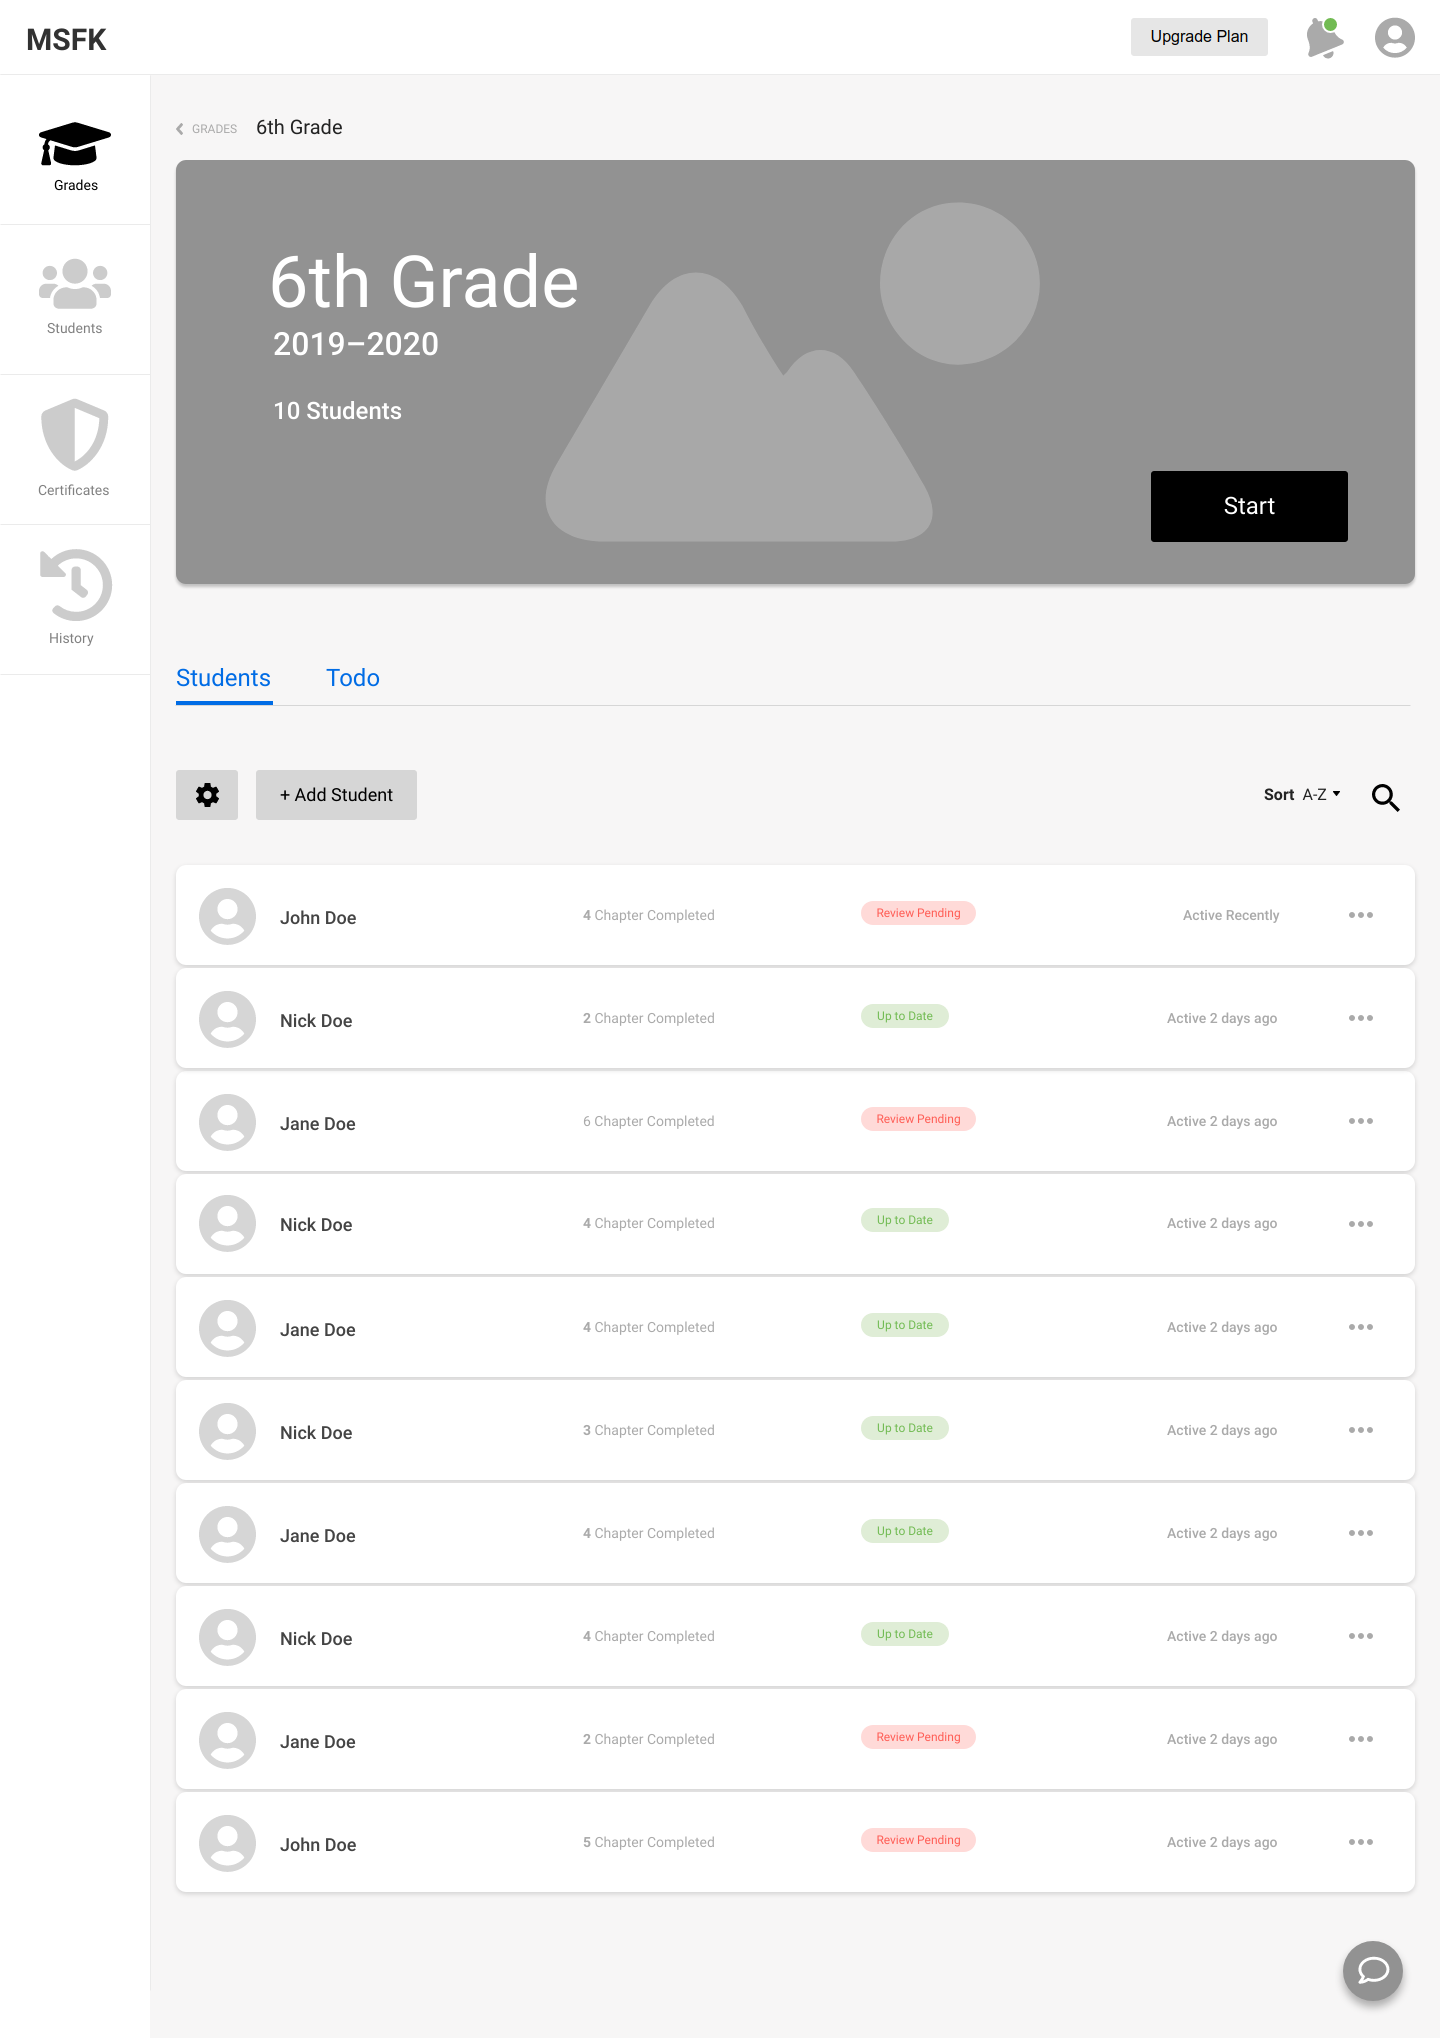 MSFK
Upgrade Plan
Grades
Students
Certificates
History
GRADES 6th Grade
6th Grade
2019–2020
10 Students
Start
Students Todo
+ Add Student
Sort A-Z
John Doe 4 Chapter Completed Review Pending Active Recently
Nick Doe 2 Chapter Completed Up to Date Active 2 days ago
Jane Doe 6 Chapter Completed Review Pending Active 2 days ago
Nick Doe 4 Chapter Completed Up to Date Active 2 days ago
Jane Doe 4 Chapter Completed Up to Date Active 2 days ago
Nick Doe 3 Chapter Completed Up to Date Active 2 days ago
Jane Doe 4 Chapter Completed Up to Date Active 2 days ago
Nick Doe 4 Chapter Completed Up to Date Active 2 days ago
Jane Doe 2 Chapter Completed Review Pending Active 2 days ago
John Doe 5 Chapter Completed Review Pending Active 2 days ago